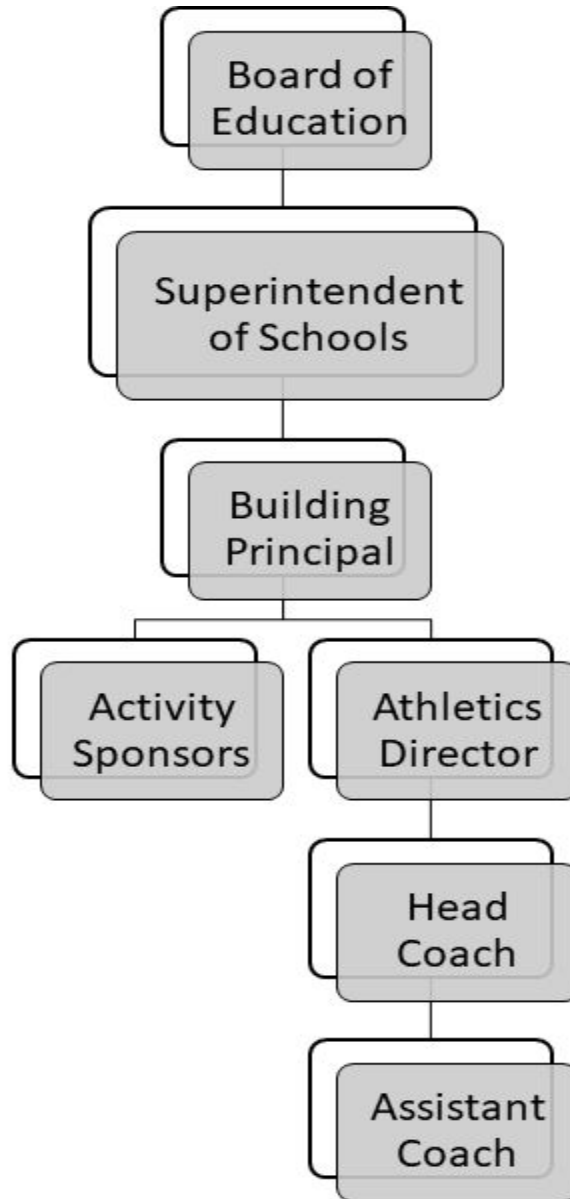 Board of
Education
Superintendent
of Schools
Building
Principal
Activity
Sponsors
Athletics
Director
Head
Coach
Assistant
Coach